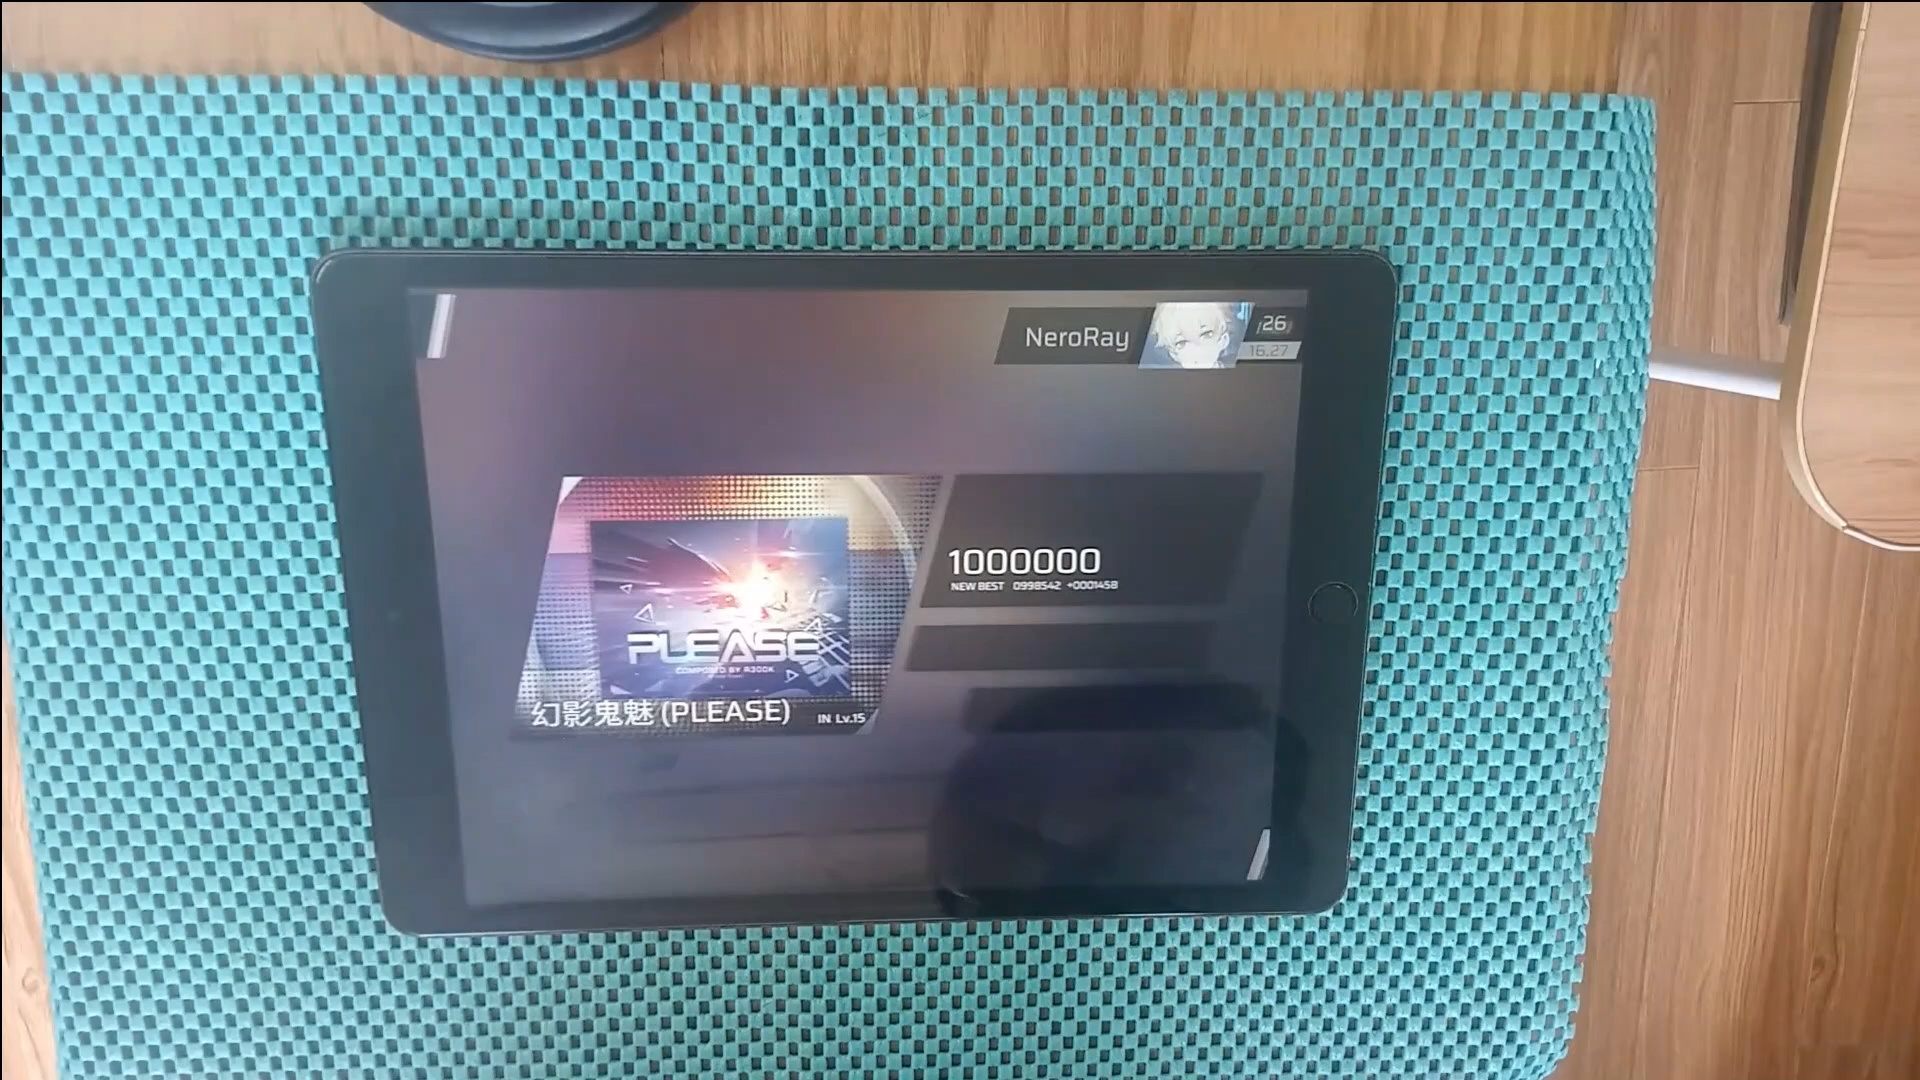 NeroRay
26
16.27
1000000
NEW BEST 0998542 +0001458
PLEASE
COMPOSED BY R300K
幻影鬼魅 (PLEASE) IN Lv.15